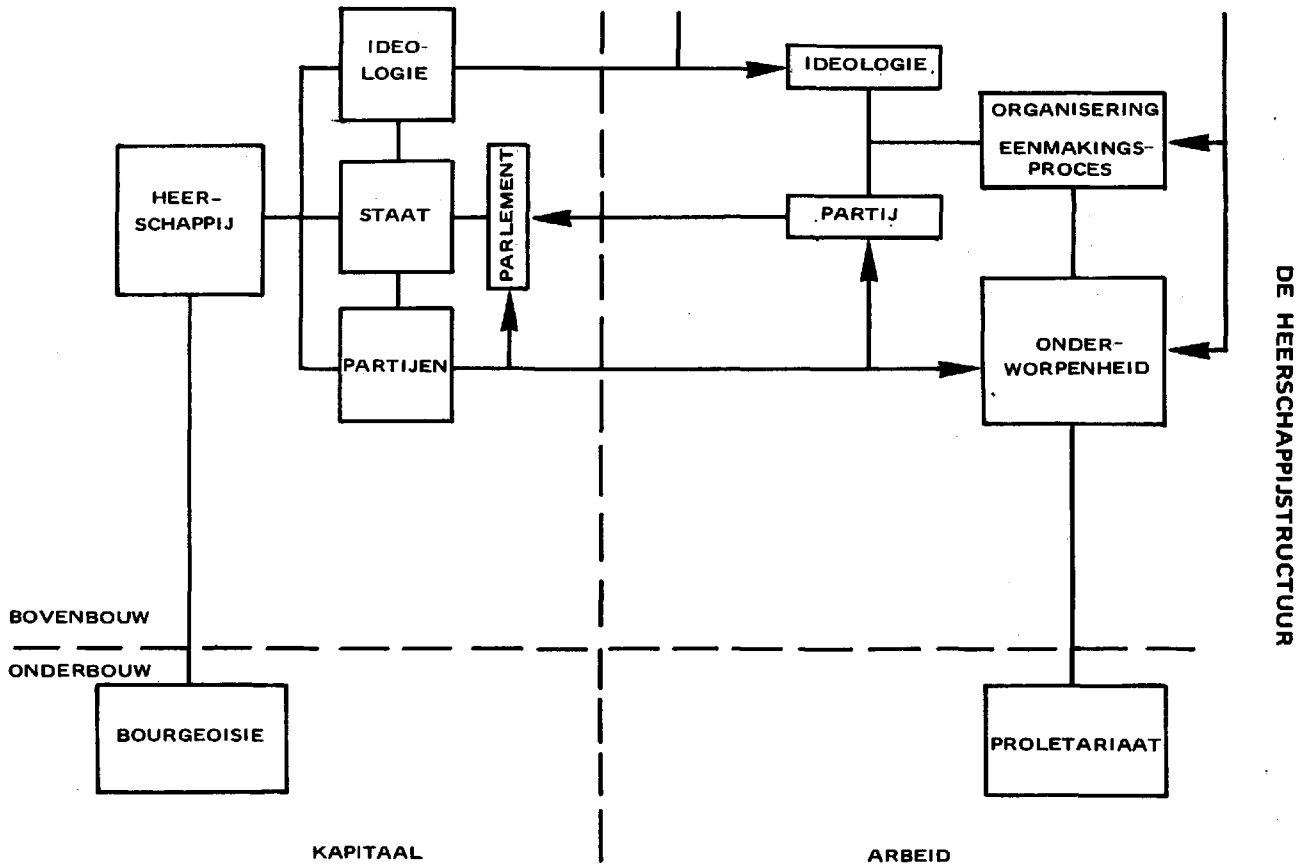 IDEO-
LOGIE
IDEOLOGIE
ORGANISERING
EENMAKINGS-
PROCES
HEER-
SCHAPPIJ
STAAT
PARLEMENT
PARTIJ
PARTIJEN
ONDER-
WORPENHEID
DE HEERSCHAPPIJSTRUCTUUR
BOVENBOUW
ONDERBOUW
BOURGEOISIE
PROLETARIAAT
KAPITAAL
ARBEID